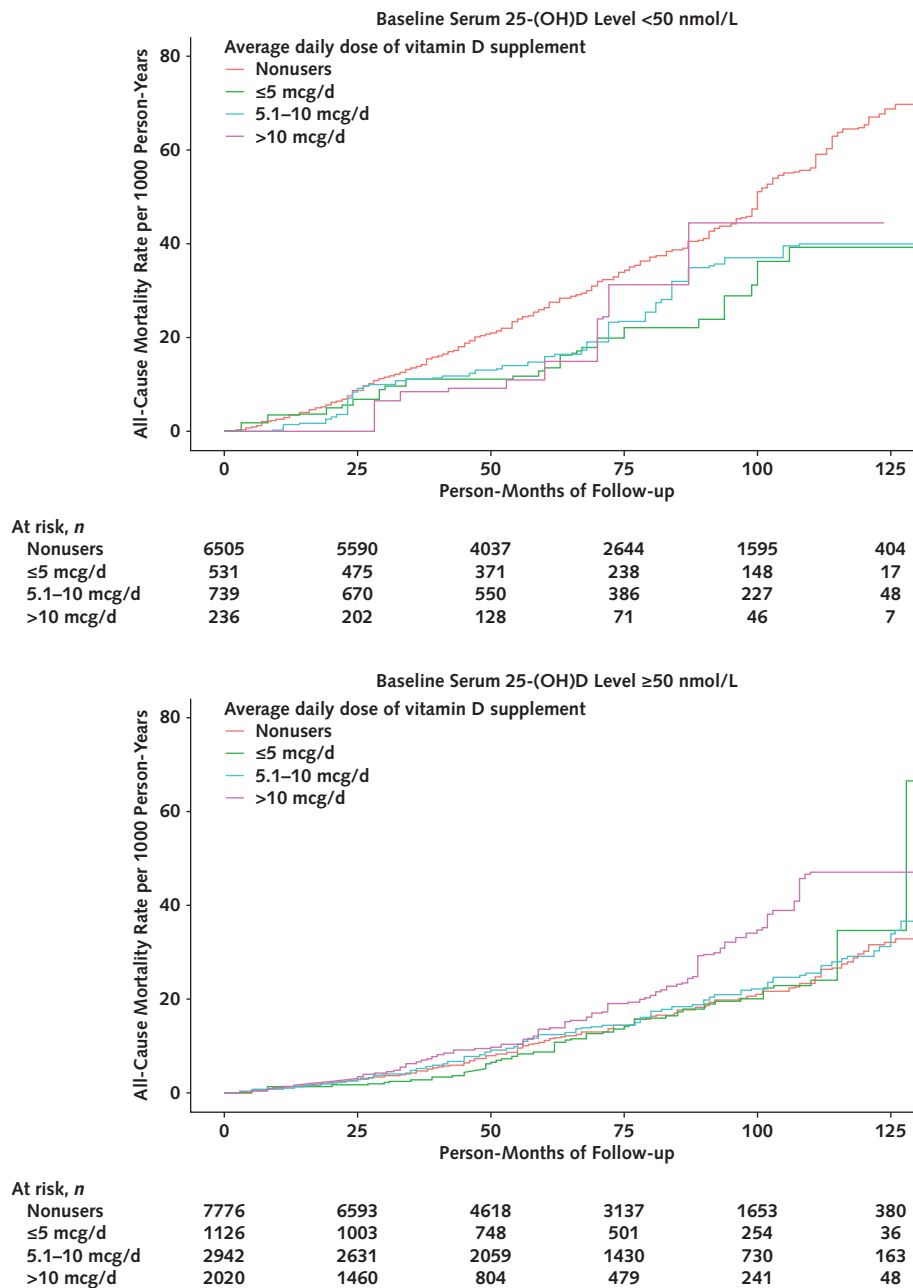 Baseline Serum 25-(OH)D Level <50 nmol/L
Average daily dose of vitamin D supplement
Nonusers
≤5 mcg/d
5.1–10 mcg/d
>10 mcg/d
All-Cause Mortality Rate per 1000 Person-Years
80
60
40
20
0
0 25 50 75 100 125
Person-Months of Follow-up
At risk, n
Nonusers 6505 5590 4037 2644 1595 404
≤5 mcg/d 531 475 371 238 148 17
5.1–10 mcg/d 739 670 550 386 227 48
>10 mcg/d 236 202 128 71 46 7
Baseline Serum 25-(OH)D Level ≥50 nmol/L
Average daily dose of vitamin D supplement
Nonusers
≤5 mcg/d
5.1–10 mcg/d
>10 mcg/d
All-Cause Mortality Rate per 1000 Person-Years
80
60
40
20
0
0 25 50 75 100 125
Person-Months of Follow-up
At risk, n
Nonusers 7776 6593 4618 3137 1653 380
≤5 mcg/d 1126 1003 748 501 254 36
5.1–10 mcg/d 2942 2631 2059 1430 730 163
>10 mcg/d 2020 1460 804 479 241 48